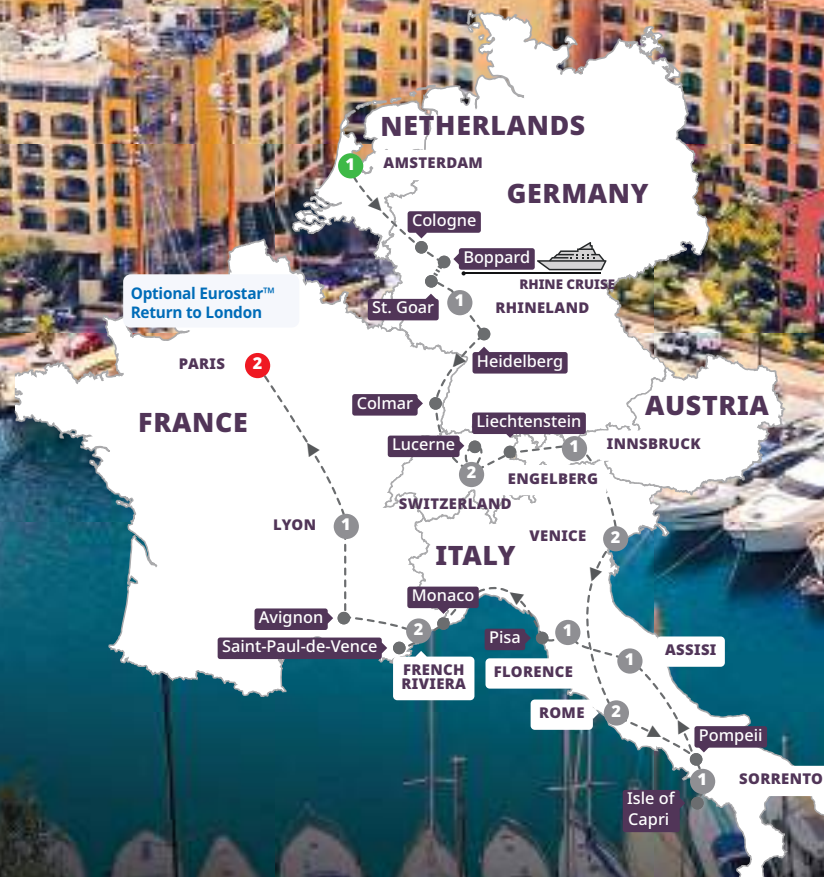 NETHERLANDS
1
AMSTERDAM
GERMANY
Cologne
Boppard
RHINE CRUISE
Optional Eurostar™
Return to London
St. Goar
1
RHINELAND
PARIS
2
Heidelberg
Colmar
AUSTRIA
FRANCE
Liechtenstein
Lucerne
1
INNSBRUCK
2
ENGELBERG
SWITZERLAND
LYON
1
VENICE
2
ITALY
Monaco
Avignon
2
Saint-Paul-de-Vence
Pisa
1
ASSISI
1
FRENCH
RIVIERA
FLORENCE
ROME
2
Pompeii
1
SORRENTO
Isle of
Capri